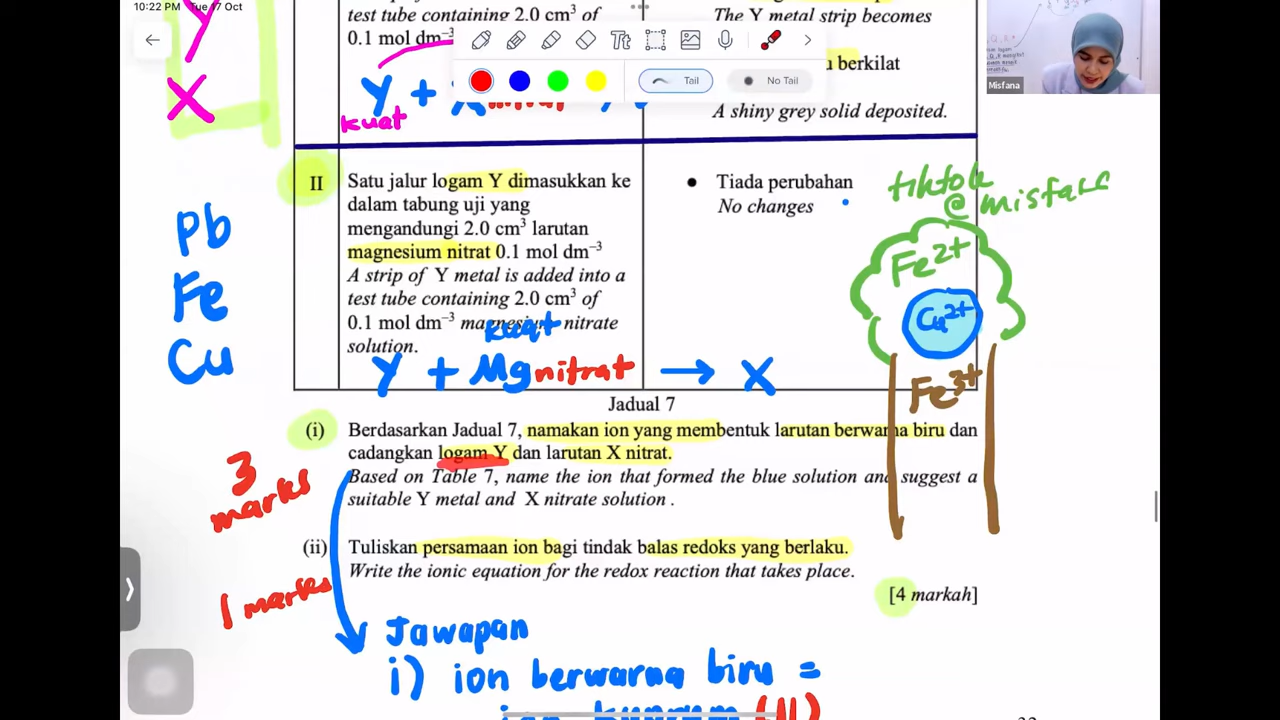 10:22 PM Tue 17 Oct
Y
X
test tube containing 2.0 cm³ of
0.1 mol dm⁻³
Y +
kuat
The Y metal strip becomes
berkilat
A shiny grey solid deposited.
Tt
Tail
No Tail
Misfana
II
Satu jalur logam Y dimasukkan ke
dalam tabung uji yang
mengandungi 2.0 cm³ larutan
magnesium nitrat 0.1 mol dm⁻³
A strip of Y metal is added into a
test tube containing 2.0 cm³ of
0.1 mol dm⁻³ magnesium nitrate
solution.
kuat
Y + Mg nitrat → X
• Tiada perubahan
No changes
tiktok
@misfana
Fe²⁺
Cu²⁺
Fe³⁺
Pb
Fe
Cu
Jadual 7
(i) Berdasarkan Jadual 7, namakan ion yang membentuk larutan berwarna biru dan
cadangkan logam Y dan larutan X nitrat.
Based on Table 7, name the ion that formed the blue solution and suggest a
suitable Y metal and X nitrate solution .
3
marks
(ii) Tuliskan persamaan ion bagi tindak balas redoks yang berlaku.
Write the ionic equation for the redox reaction that takes place.
[4 markah]
1 marks
Jawapan
i) ion berwarna biru =
ion kuprum (II)